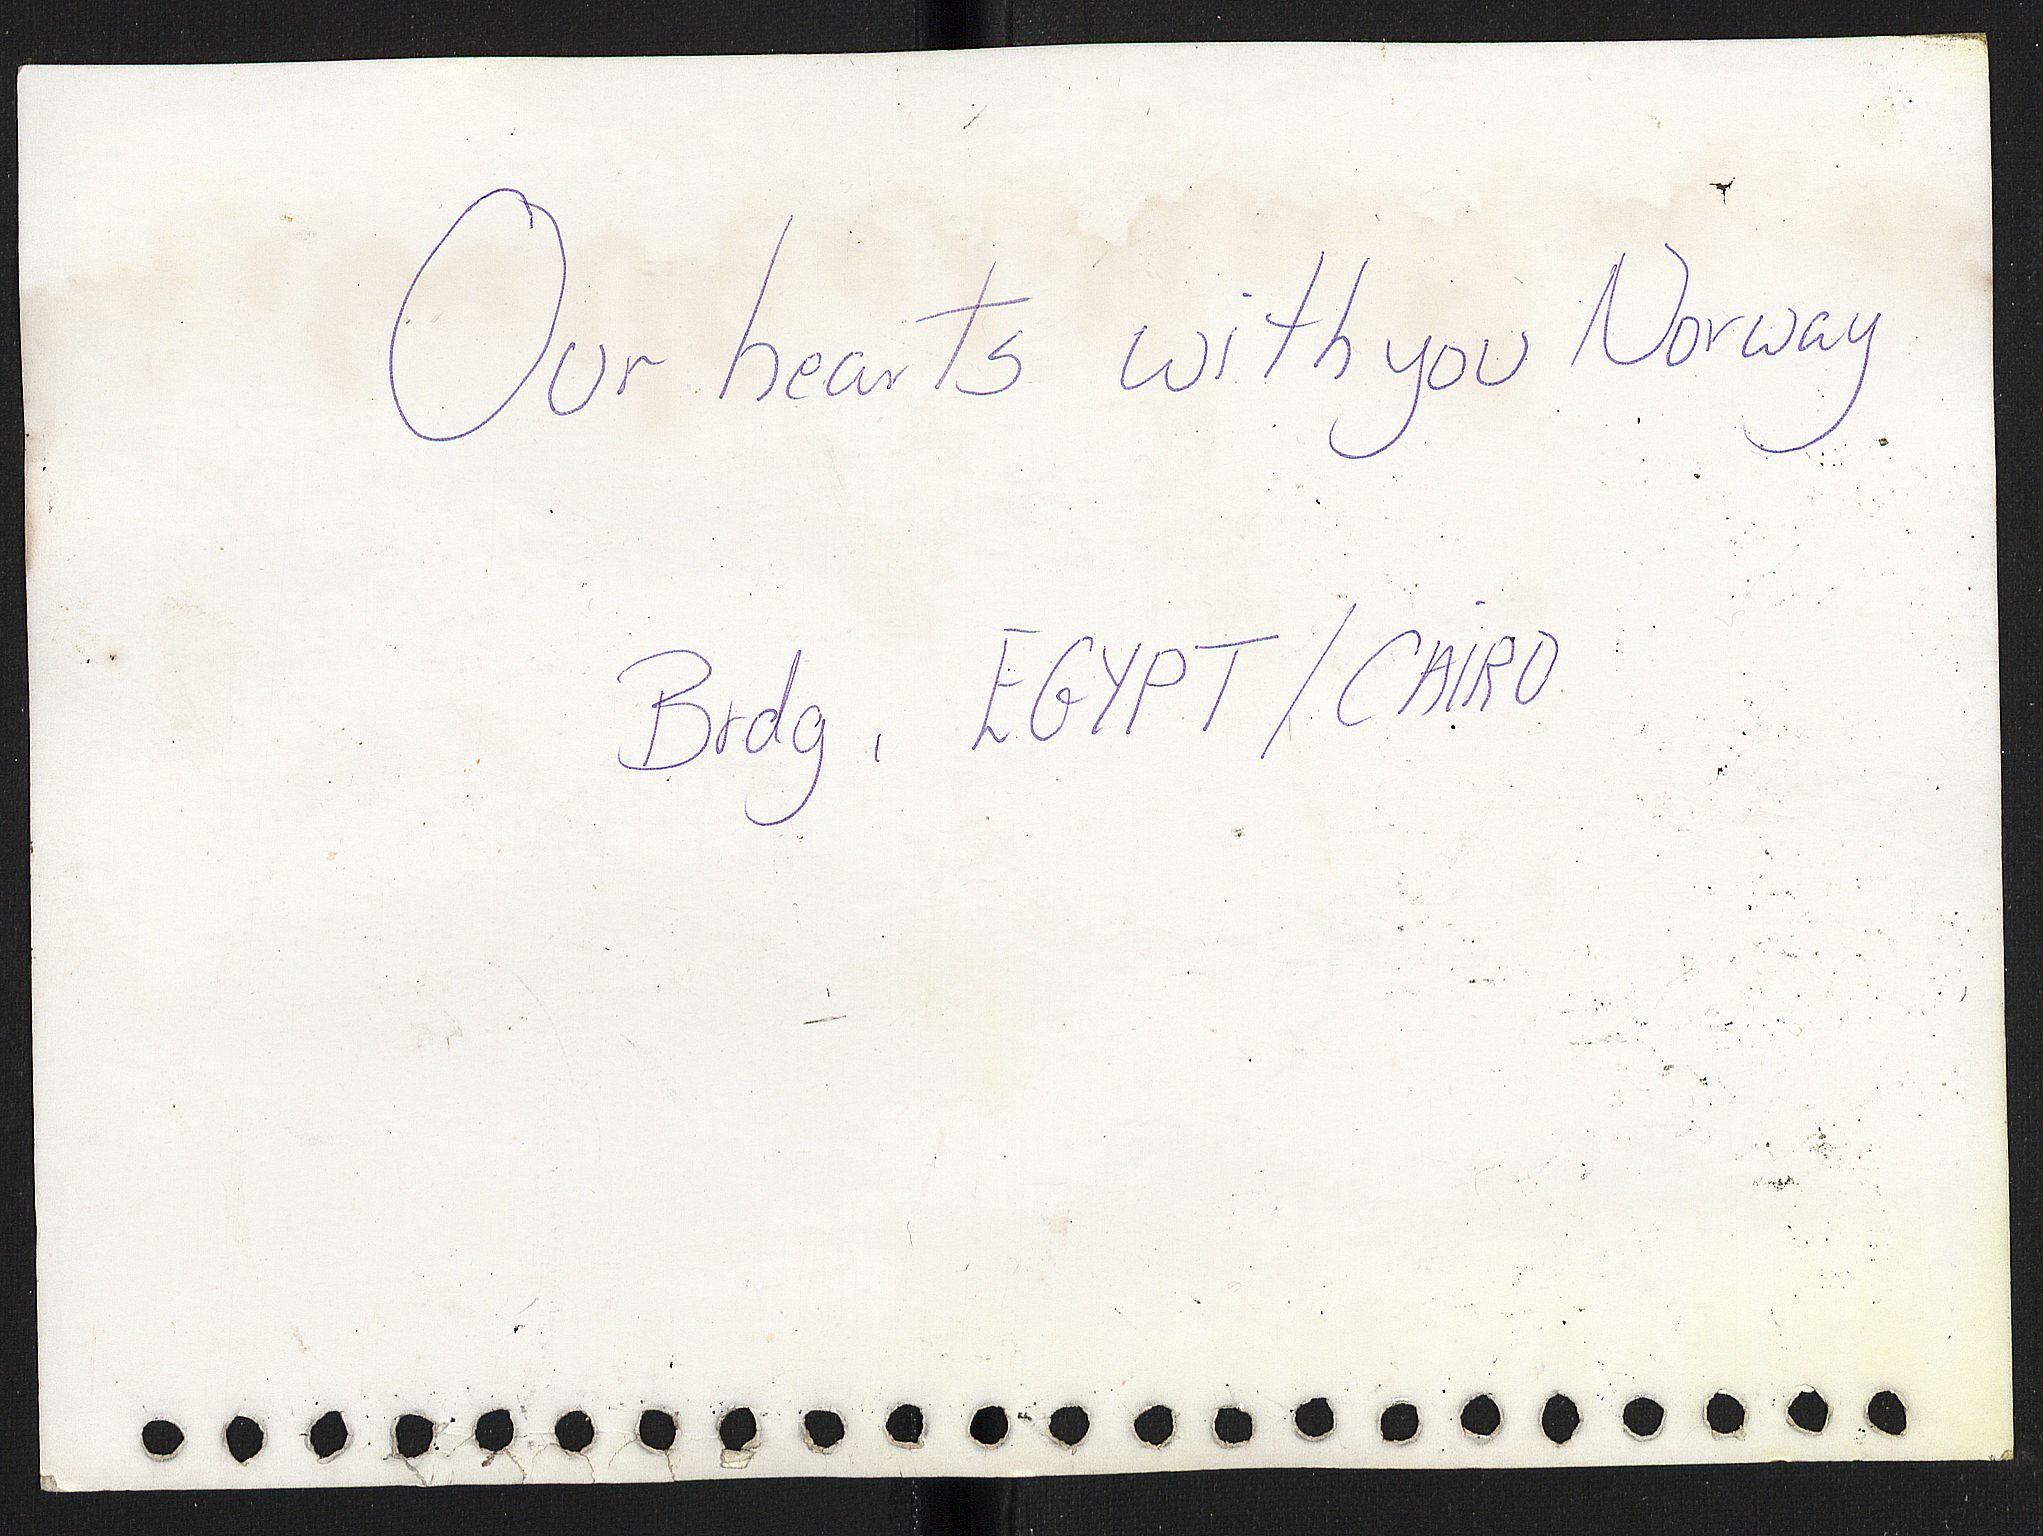 Our hearts with you Norway
Brdg, EGYPT / CAIRO